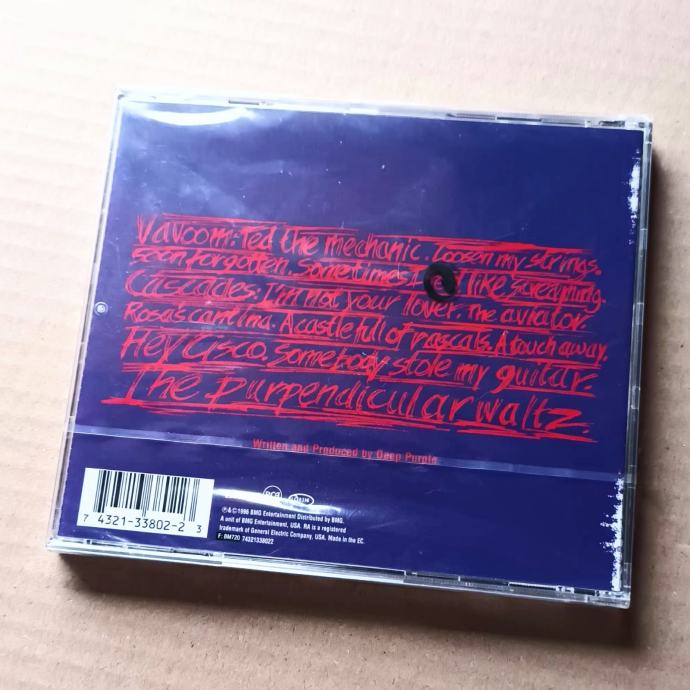 Vavoom: Ted the mechanic. Loosen my strings.
Soon forgotten. Sometimes I like screaming.
Cascades: I'm not your lover. The aviator.
Rosa's cantina. A castle full of rascals. A touch away.
Hey Cisco. Somebody stole my guitar.
The purpendicular waltz.
Written and Produced by Deep Purple
7 4321-33802-2 3
RCA
℗ & © 1996 BMG Entertainment Distributed by BMG.
A unit of BMG Entertainment, USA. RA is a registered
trademark of General Electric Company, USA. Made in the EC.
F: BM720 74321338022